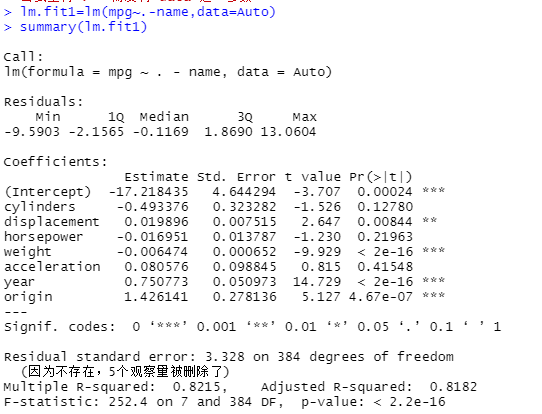 > lm.fit1=lm(mpg~.-name,data=Auto)
> summary(lm.fit1)
Call:
lm(formula = mpg ~ . - name, data = Auto)
Residuals:
    Min      1Q  Median      3Q     Max
-9.5903 -2.1565 -0.1169  1.8690 13.0604
Coefficients:
               Estimate Std. Error t value Pr(>|t|)
(Intercept)  -17.218435   4.644294  -3.707  0.00024 ***
cylinders     -0.493376   0.323282  -1.526  0.12780
displacement   0.019896   0.007515   2.647  0.00844 **
horsepower    -0.016951   0.013787  -1.230  0.21963
weight        -0.006474   0.000652  -9.929  < 2e-16 ***
acceleration   0.080576   0.098845   0.815  0.41548
year           0.750773   0.050973  14.729  < 2e-16 ***
origin         1.426141   0.278136   5.127 4.67e-07 ***
---
Signif. codes:  0 ‘***’ 0.001 ‘**’ 0.01 ‘*’ 0.05 ‘.’ 0.1 ‘ ’ 1
Residual standard error: 3.328 on 384 degrees of freedom
  (因为不存在，5个观察量被删除了)
Multiple R-squared:  0.8215,	Adjusted R-squared:  0.8182
F-statistic: 252.4 on 7 and 384 DF,  p-value: < 2.2e-16